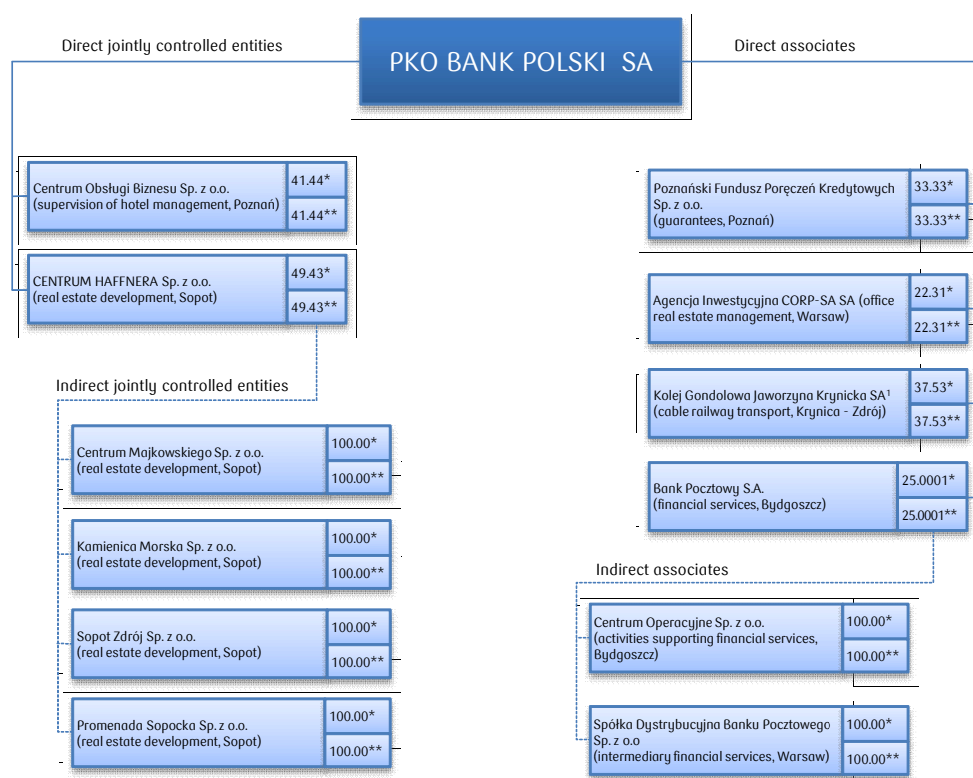 Direct jointly controlled entities
PKO BANK POLSKI SA
Direct associates
Centrum Obsługi Biznesu Sp. z o.o.
(supervision of hotel management, Poznań)
41.44*
41.44**
CENTRUM HAFFNERA Sp. z o.o.
(real estate development, Sopot)
49.43*
49.43**
Indirect jointly controlled entities
Centrum Majkowskiego Sp. z o.o.
(real estate development, Sopot)
100.00*
100.00**
Kamienica Morska Sp. z o.o.
(real estate development, Sopot)
100.00*
100.00**
Sopot Zdrój Sp. z o.o.
(real estate development, Sopot)
100.00*
100.00**
Promenada Sopocka Sp. z o.o.
(real estate development, Sopot)
100.00*
100.00**
Poznański Fundusz Poręczeń Kredytowych
Sp. z o.o.
(guarantees, Poznań)
33.33*
33.33**
Agencja Inwestycyjna CORP-SA SA (office
real estate management, Warsaw)
22.31*
22.31**
Kolej Gondolowa Jaworzyna Krynicka SA¹
(cable railway transport, Krynica - Zdrój)
37.53*
37.53**
Bank Pocztowy S.A.
(financial services, Bydgoszcz)
25.0001*
25.0001**
Indirect associates
Centrum Operacyjne Sp. z o.o.
(activities supporting financial services,
Bydgoszcz)
100.00*
100.00**
Spółka Dystrybucyjna Banku Pocztowego
Sp. z o.o
(intermediary financial services, Warsaw)
100.00*
100.00**